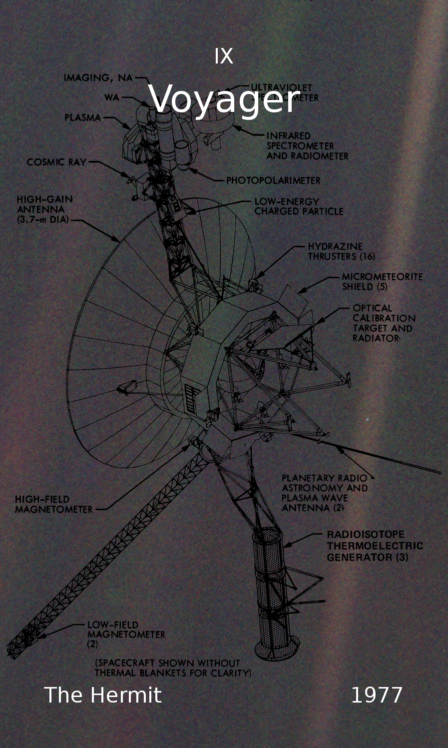 IX
Voyager
IMAGING, NA
WA
PLASMA
COSMIC RAY
HIGH-GAIN
ANTENNA
(3.7-m DIA)
ULTRAVIOLET
INFRARED
SPECTROMETER
AND RADIOMETER
PHOTOPOLARIMETER
LOW-ENERGY
CHARGED PARTICLE
HYDRAZINE
THRUSTERS (16)
MICROMETEORITE
SHIELD (5)
OPTICAL
CALIBRATION
TARGET AND
RADIATOR
PLANETARY RADIO
ASTRONOMY AND
PLASMA WAVE
ANTENNA (2)
HIGH-FIELD
MAGNETOMETER
RADIOISOTOPE
THERMOELECTRIC
GENERATOR (3)
LOW-FIELD
MAGNETOMETER
(2)
(SPACECRAFT SHOWN WITHOUT
THERMAL BLANKETS FOR CLARITY)
The Hermit
1977